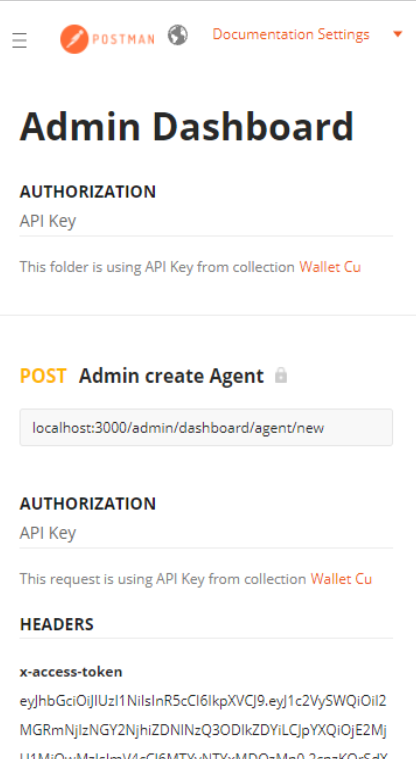 POSTMAN
Documentation Settings
Admin Dashboard
AUTHORIZATION
API Key
This folder is using API Key from collection Wallet Cu
POST Admin create Agent
localhost:3000/admin/dashboard/agent/new
AUTHORIZATION
API Key
This request is using API Key from collection Wallet Cu
HEADERS
x-access-token
eyJhbGciOiJIUzI1NiIsInR5cCI6IkpXVCJ9.eyJ1c2VySWQiOiI2
MGRmNjIzNGY2NjhiZDNlNzQ3ODlkZDYiLCJpYXQiOjE2Mj